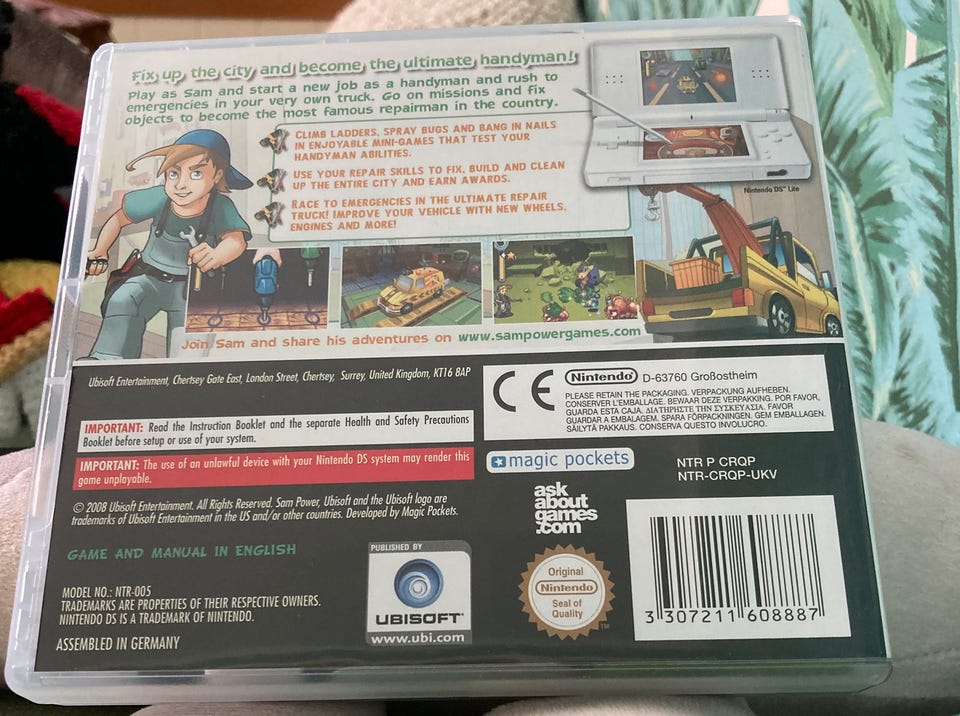 Fix up the city and become the ultimate handyman!
Play as Sam and start a new job as a handyman and rush to
emergencies in your very own truck. Go on missions and fix
objects to become the most famous repairman in the country.
CLIMB LADDERS, SPRAY BUGS AND BANG IN NAILS
IN ENJOYABLE MINI-GAMES THAT TEST YOUR
HANDYMAN ABILITIES.
USE YOUR REPAIR SKILLS TO FIX, BUILD AND CLEAN
UP THE ENTIRE CITY AND EARN AWARDS.
RACE TO EMERGENCIES IN THE ULTIMATE REPAIR
TRUCK! IMPROVE YOUR VEHICLE WITH NEW WHEELS,
ENGINES AND MORE!
Nintendo DS™ Lite
Join Sam and share his adventures on www.sampowergames.com
Ubisoft Entertainment, Chertsey Gate East, London Street, Chertsey, Surrey, United Kingdom, KT16 8AP
IMPORTANT: Read the Instruction Booklet and the separate Health and Safety Precautions
Booklet before setup or use of your system.
IMPORTANT: The use of an unlawful device with your Nintendo DS system may render this
game unplayable.
© 2008 Ubisoft Entertainment. All Rights Reserved. Sam Power, Ubisoft and the Ubisoft logo are
trademarks of Ubisoft Entertainment in the US and/or other countries. Developed by Magic Pockets.
GAME AND MANUAL IN ENGLISH
MODEL NO.: NTR-005
TRADEMARKS ARE PROPERTIES OF THEIR RESPECTIVE OWNERS.
NINTENDO DS IS A TRADEMARK OF NINTENDO.
ASSEMBLED IN GERMANY
PUBLISHED BY
UBISOFT
www.ubi.com
CE Nintendo® D-63760 Großostheim
PLEASE RETAIN THE PACKAGING. VERPACKUNG AUFHEBEN.
CONSERVER L'EMBALLAGE. BEWAAR DEZE VERPAKKING. POR FAVOR,
GUARDA ESTA CAJA. ΔΙΑΤΗΡΗΣΤΕ ΤΗΝ ΣΥΣΚΕΥΑΣΙΑ. FAVOR
GUARDAR A EMBALAGEM. SPARA FÖRPACKNINGEN. GEM EMBALLAGEN.
SÄILYTÄ PAKKAUS. CONSERVA QUESTO INVOLUCRO.
magic pockets
NTR P CRQP
NTR-CRQP-UKV
ask
about
games
.com
Original
Nintendo
Seal of
Quality
TM
3 307211 608887